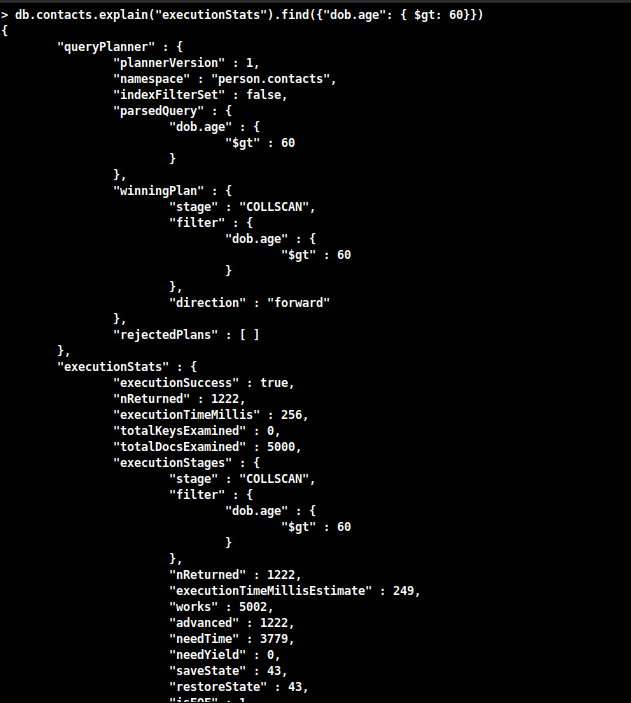 > db.contacts.explain("executionStats").find({"dob.age": { $gt: 60}})
{
"queryPlanner" : {
"plannerVersion" : 1,
"namespace" : "person.contacts",
"indexFilterSet" : false,
"parsedQuery" : {
"dob.age" : {
"$gt" : 60
}
},
"winningPlan" : {
"stage" : "COLLSCAN",
"filter" : {
"dob.age" : {
"$gt" : 60
}
},
"direction" : "forward"
},
"rejectedPlans" : [ ]
},
"executionStats" : {
"executionSuccess" : true,
"nReturned" : 1222,
"executionTimeMillis" : 256,
"totalKeysExamined" : 0,
"totalDocsExamined" : 5000,
"executionStages" : {
"stage" : "COLLSCAN",
"filter" : {
"dob.age" : {
"$gt" : 60
}
},
"nReturned" : 1222,
"executionTimeMillisEstimate" : 249,
"works" : 5002,
"advanced" : 1222,
"needTime" : 3779,
"needYield" : 0,
"saveState" : 43,
"restoreState" : 43,